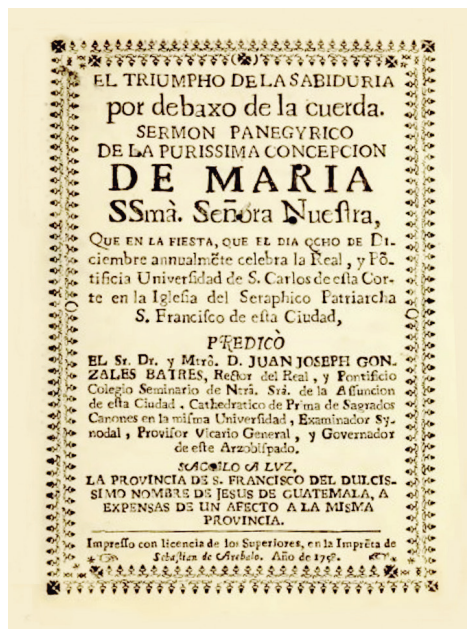 EL TRIUMPHO DE LA SABIDURIA
por debaxo de la cuerda.
SERMON PANEGYRICO
DE LA PURISSIMA CONCEPCION
DE MARIA
SSmà. Señora Nuestra,
QUE EN LA FIESTA, QUE EL DIA OCHO DE DI-
ciembre annualmēte celebra la Real, y Pō-
tificia Universidad de S. Carlos de esta Cor-
te en la Iglesia del Seraphico Patriarcha
S. Francisco de esta Ciudad,
PREDICÒ
EL Sr. Dr. y Mtrō. D. JUAN JOSEPH GON-
ZALES BATRES, Rector del Real, y Pontificio
Colegio Seminario de Ntrā. Srā. de la Assuncion
de esta Ciudad, Cathedratico de Prima de Sagrados
Canones en la misma Universidad, Examinador Sy-
nodal, Provisor Vicario General, y Governador
de este Arzobispado.
SACOLO A LUZ,
LA PROVINCIA DE S. FRANCISCO DEL DULCIS-
SIMO NOMBRE DE JESUS DE GUATEMALA, A
EXPENSAS DE UN AFECTO A LA MISMA
PROVINCIA.
Impresso con licencia de los Superiores, en la Imprēta de
Sebastian de Arebalo. Año de